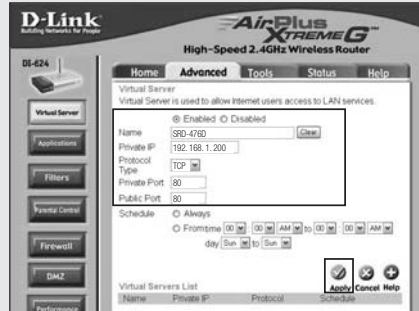 D-Link
Building Networks for People
AirPlus
XTREME G™
High-Speed 2.4GHz Wireless Router
DI-624
Home Advanced Tools Status Help
Virtual Server
Virtual Server is used to allow Internet users access to LAN services.
Enabled Disabled
Name SRD-476D Clear
Private IP 192.168.1.200
Protocol Type TCP
Private Port 80
Public Port 80
Schedule Always
From time 00 : 00 AM to 00 : 00 AM
day Sun to Sun
Apply Cancel Help
Virtual Servers List
Name Private IP Protocol Schedule
Virtual Server
Applications
Filters
Parental Control
Firewall
DMZ
Performance